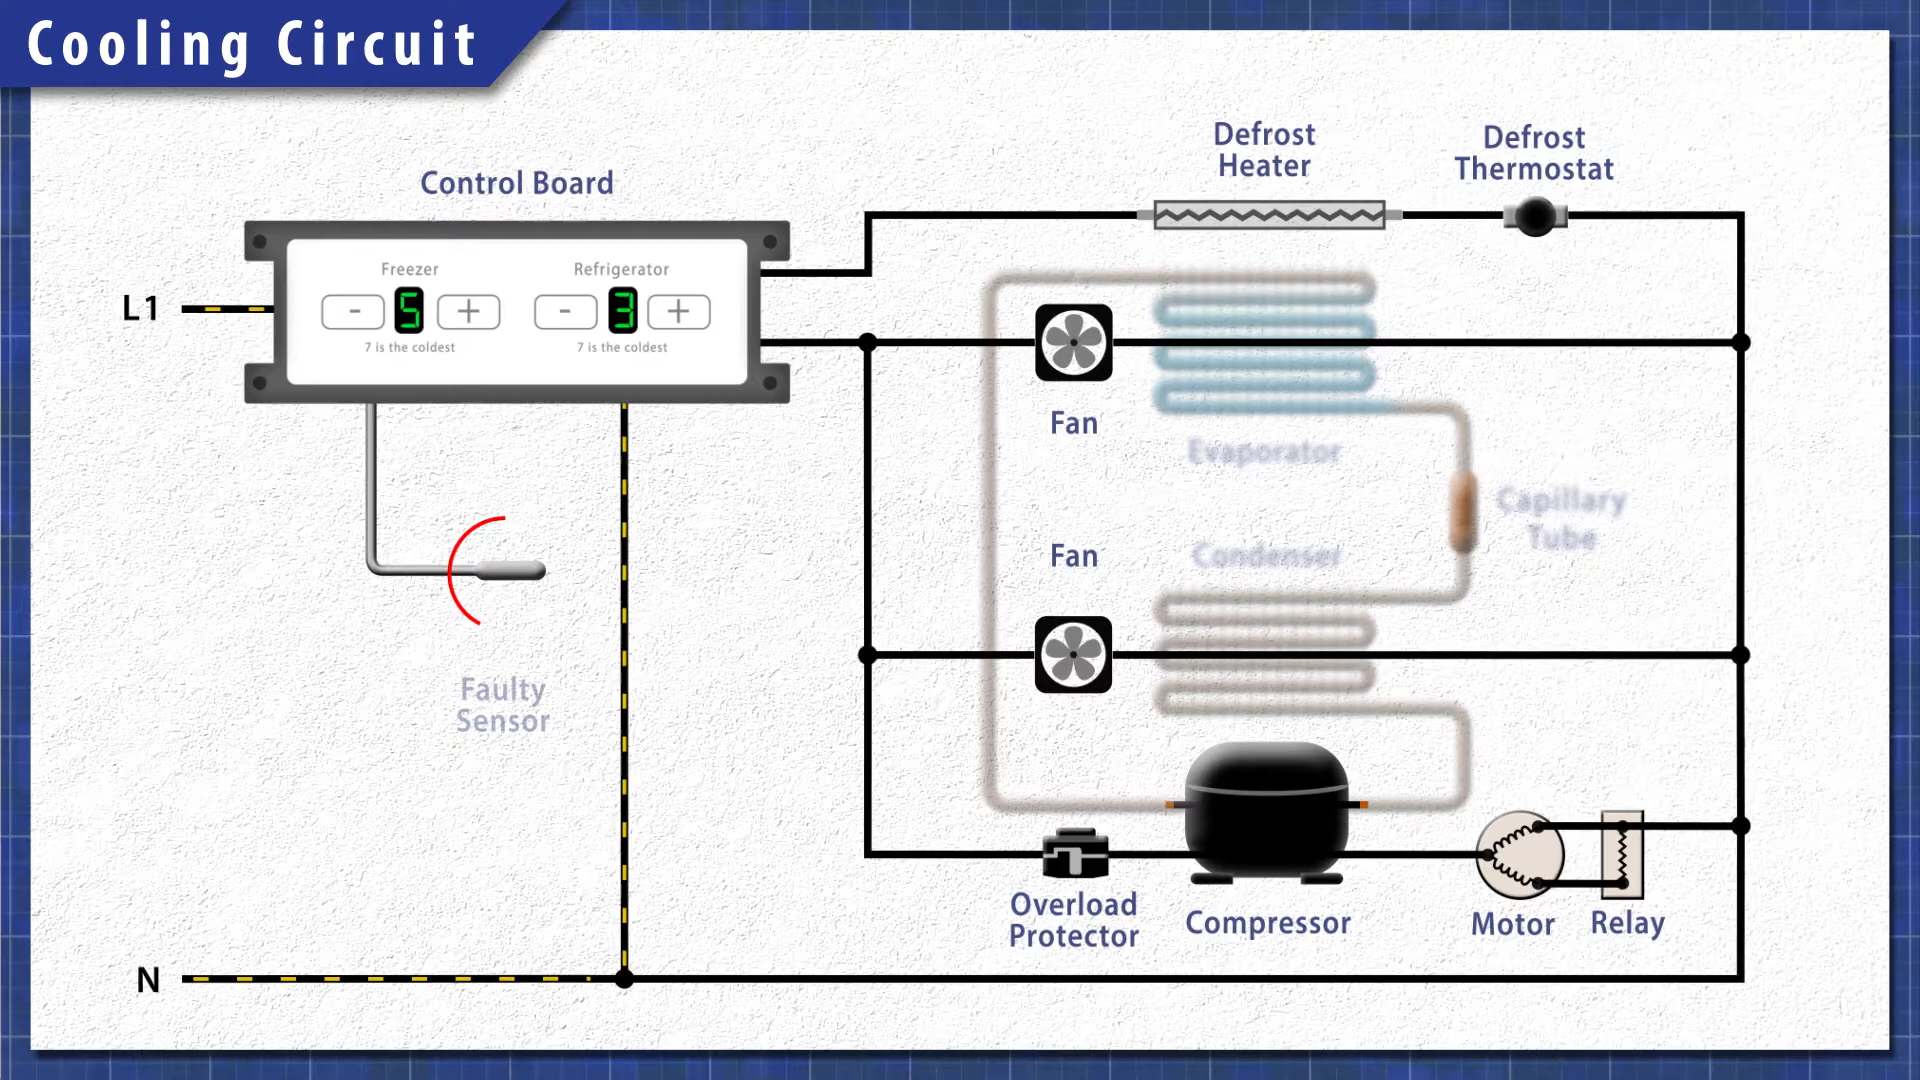 Cooling Circuit
Control Board
Defrost
Heater
Defrost
Thermostat
Freezer
Refrigerator
L1
- 5 +
- 3 +
7 is the coldest
7 is the coldest
Fan
Evaporator
Capillary
Tube
Fan
Condenser
Faulty
Sensor
Overload
Protector
Compressor
Motor
Relay
N